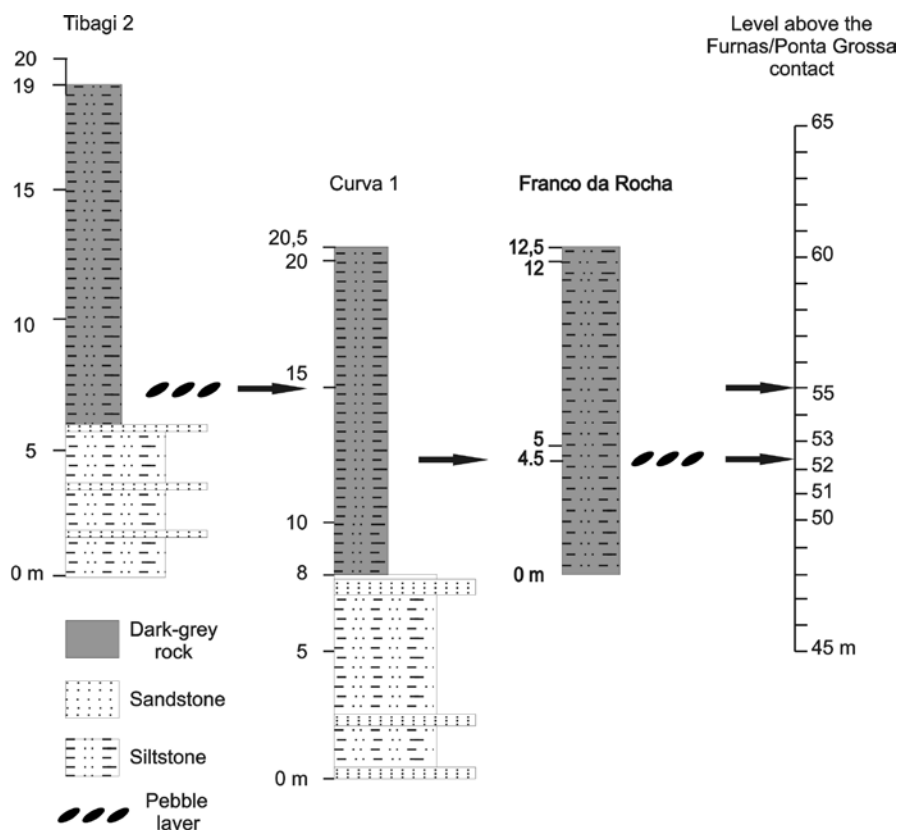 Tibagi 2
20
19
15
10
5
0 m
Curva 1
20,5
20
15
10
8
5
0 m
Franco da Rocha
12,5
12
5
4.5
0 m
Level above the
Furnas/Ponta Grossa
contact
65
60
55
53
52
51
50
45 m
Dark-grey
rock
Sandstone
Siltstone
Pebble
layer